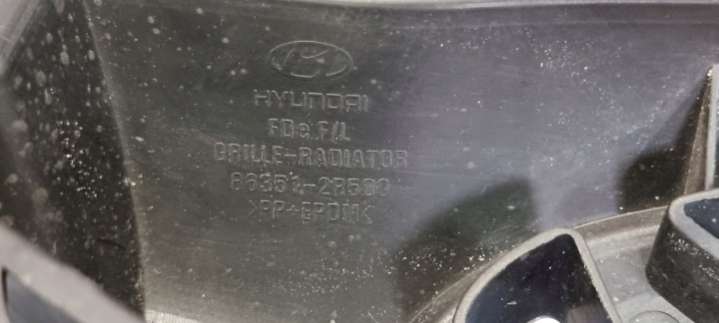 HYUNDAI
FDe F/L
GRILLE-RADIATOR
86351-2R500
>PP+EPDM<